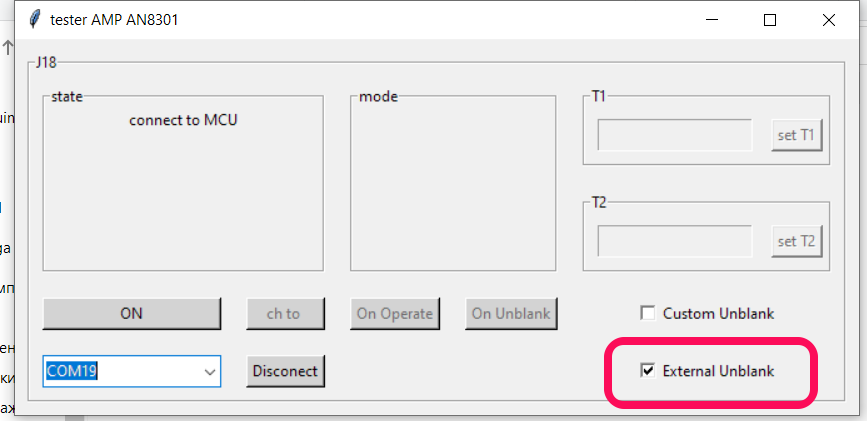 tester AMP AN8301
J18
state
mode
T1
connect to MCU
set T1
T2
set T2
ON
ch to
On Operate
On Unblank
Custom Unblank
COM19
Disconect
External Unblank